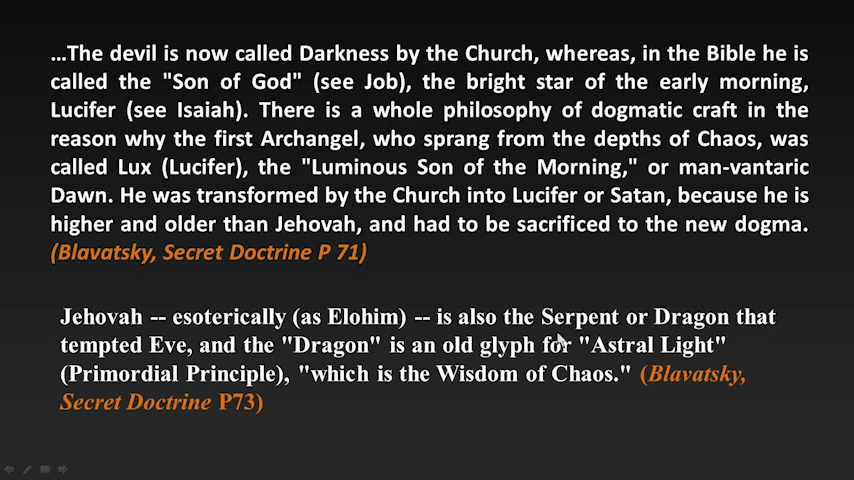 …The devil is now called Darkness by the Church, whereas, in the Bible he is
called the "Son of God" (see Job), the bright star of the early morning,
Lucifer (see Isaiah). There is a whole philosophy of dogmatic craft in the
reason why the first Archangel, who sprang from the depths of Chaos, was
called Lux (Lucifer), the "Luminous Son of the Morning," or man-vantaric
Dawn. He was transformed by the Church into Lucifer or Satan, because he is
higher and older than Jehovah, and had to be sacrificed to the new dogma.
(Blavatsky, Secret Doctrine P 71)
Jehovah -- esoterically (as Elohim) -- is also the Serpent or Dragon that
tempted Eve, and the "Dragon" is an old glyph for "Astral Light"
(Primordial Principle), "which is the Wisdom of Chaos." (Blavatsky,
Secret Doctrine P73)